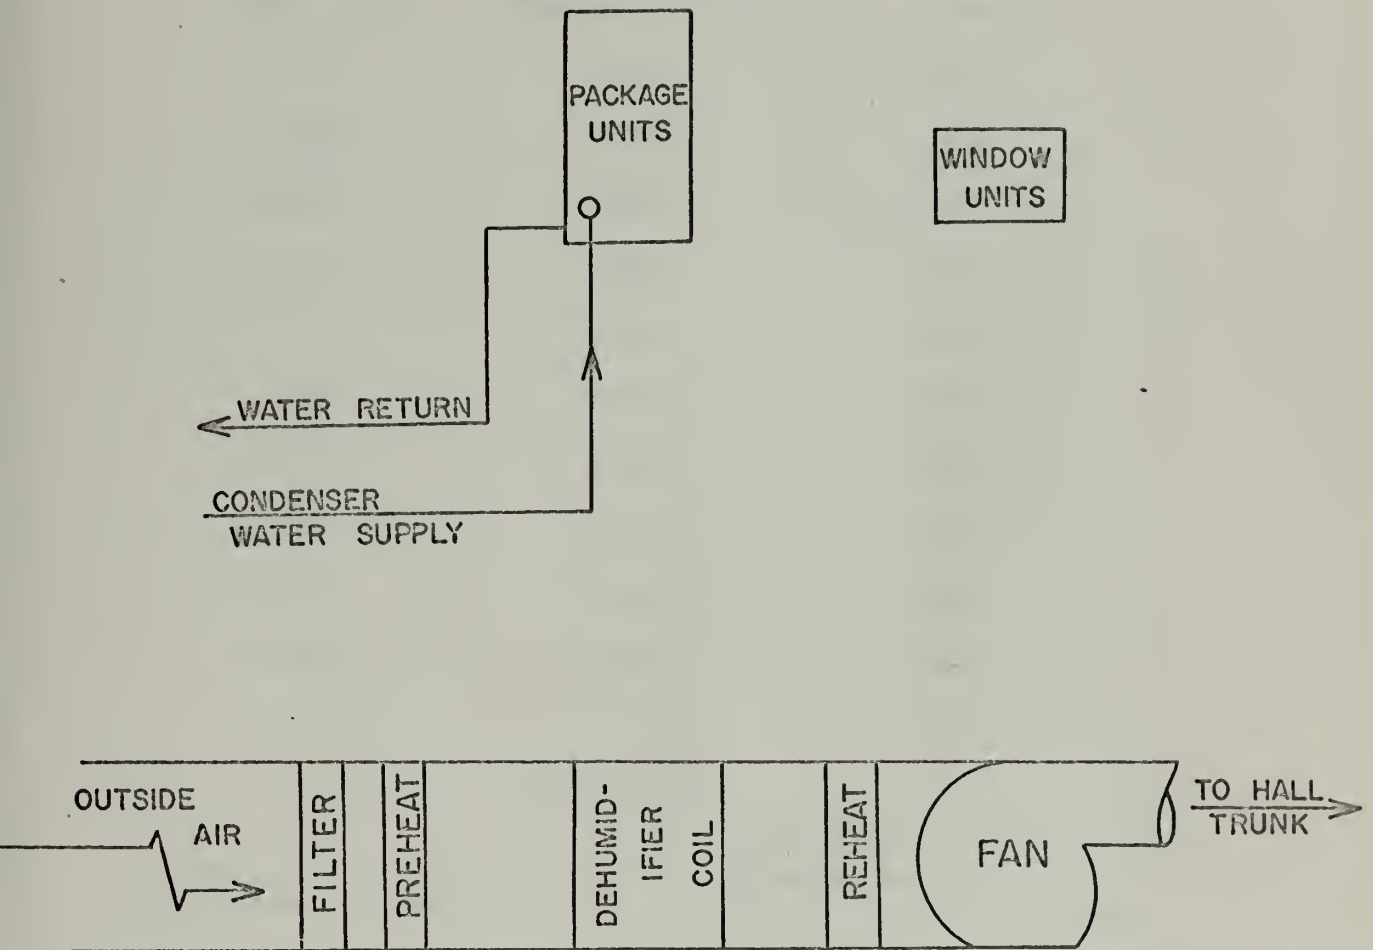 PACKAGE
UNITS
WINDOW
UNITS
WATER RETURN
CONDENSER
WATER SUPPLY
OUTSIDE
AIR
FILTER
PREHEAT
DEHUMID-
IFIER
COIL
REHEAT
FAN
TO HALL
TRUNK